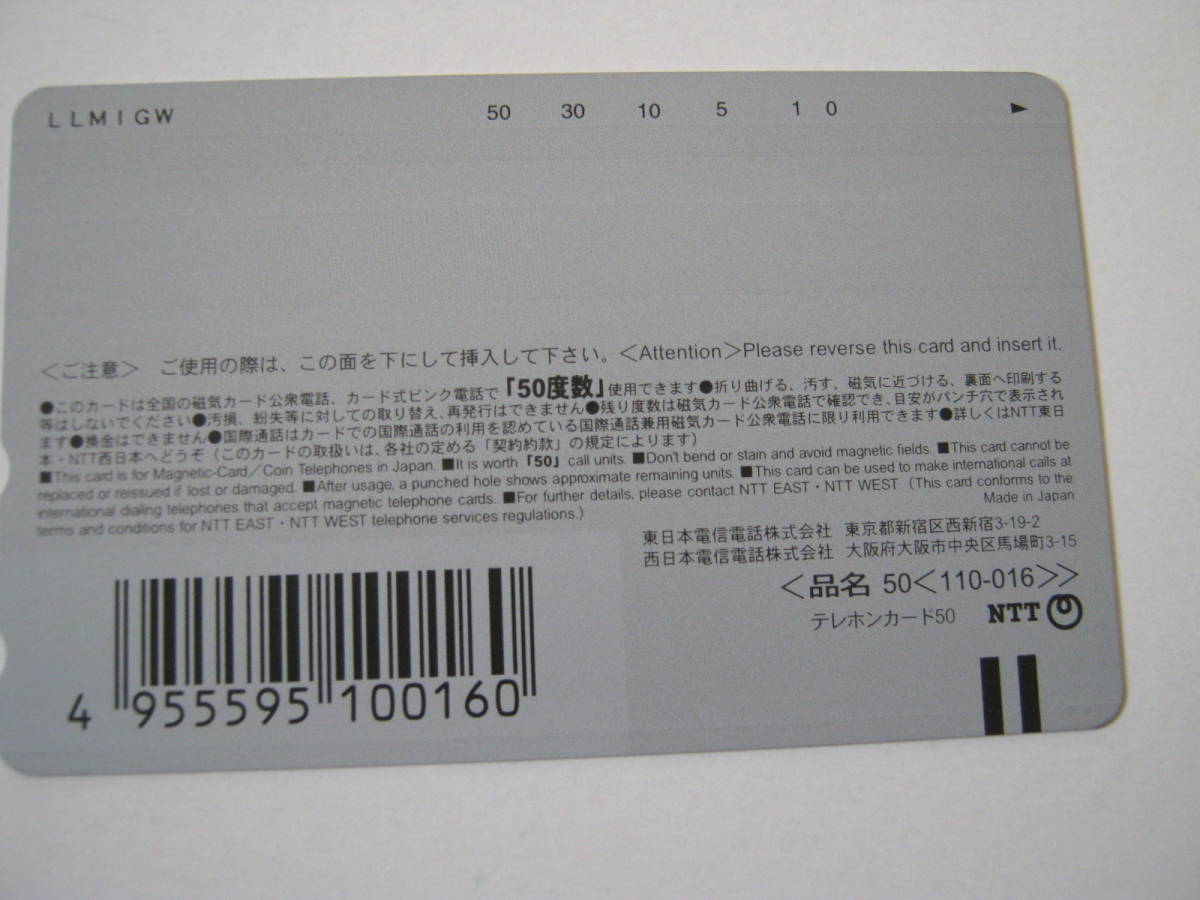 LLMIGW 50 30 10 5 1 0
＜ご注意＞ ご使用の際は、この面を下にして挿入して下さい。＜Attention＞Please reverse this card and insert it.
●このカードは全国の磁気カード公衆電話、カード式ピンク電話で「50度数」使用できます●折り曲げる、汚す、磁気に近づける、裏面へ印刷する
等はしないでください●汚損、紛失等に対しての取り替え、再発行はできません●残り度数は磁気カード公衆電話で確認でき、目安がパンチ穴で表示され
ます●換金はできません●国際通話はカードでの国際通話の利用を認めている国際通話兼用磁気カード公衆電話に限り利用できます●詳しくはNTT東日
本・NTT西日本へどうぞ（このカードの取扱いは、各社の定める「契約約款」の規定によります）
■This card is for Magnetic-Card／Coin Telephones in Japan. ■It is worth「50」call units. ■Don't bend or stain and avoid magnetic fields. ■This card cannot be
replaced or reissued if lost or damaged. ■After usage, a punched hole shows approximate remaining units. ■This card can be used to make international calls at
international dialing telephones that accept magnetic telephone cards. ■For further details, please contact NTT EAST・NTT WEST（This card conforms to the
terms and conditions for NTT EAST・NTT WEST telephone services regulations.）
Made in Japan
東日本電信電話株式会社 東京都新宿区西新宿3-19-2
西日本電信電話株式会社 大阪府大阪市中央区馬場町3-15
＜品名 50＜110-016＞＞
テレホンカード50 NTT
4 955595 100160